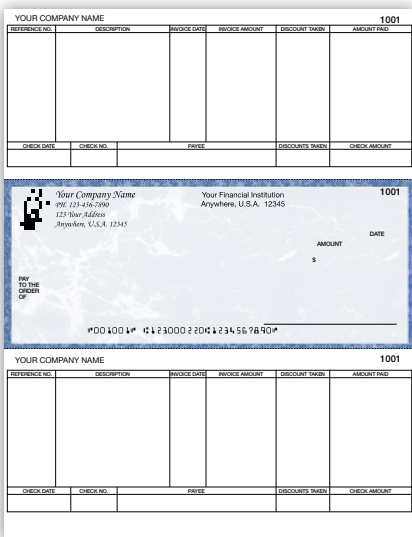 YOUR COMPANY NAME 1001
REFERENCE NO. DESCRIPTION INVOICE DATE INVOICE AMOUNT DISCOUNT TAKEN AMOUNT PAID
CHECK DATE CHECK NO. PAYEE DISCOUNTS TAKEN CHECK AMOUNT
Your Company Name Your Financial Institution 1001
PH. 123-456-7890 Anywhere, U.S.A. 12345
123 Your Address
Anywhere, U.S.A. 12345
DATE
AMOUNT
$
PAY
TO THE
ORDER
OF
⑈001001⑈ ⑆123000220⑆1234567890⑈
YOUR COMPANY NAME 1001
REFERENCE NO. DESCRIPTION INVOICE DATE INVOICE AMOUNT DISCOUNT TAKEN AMOUNT PAID
CHECK DATE CHECK NO. PAYEE DISCOUNTS TAKEN CHECK AMOUNT